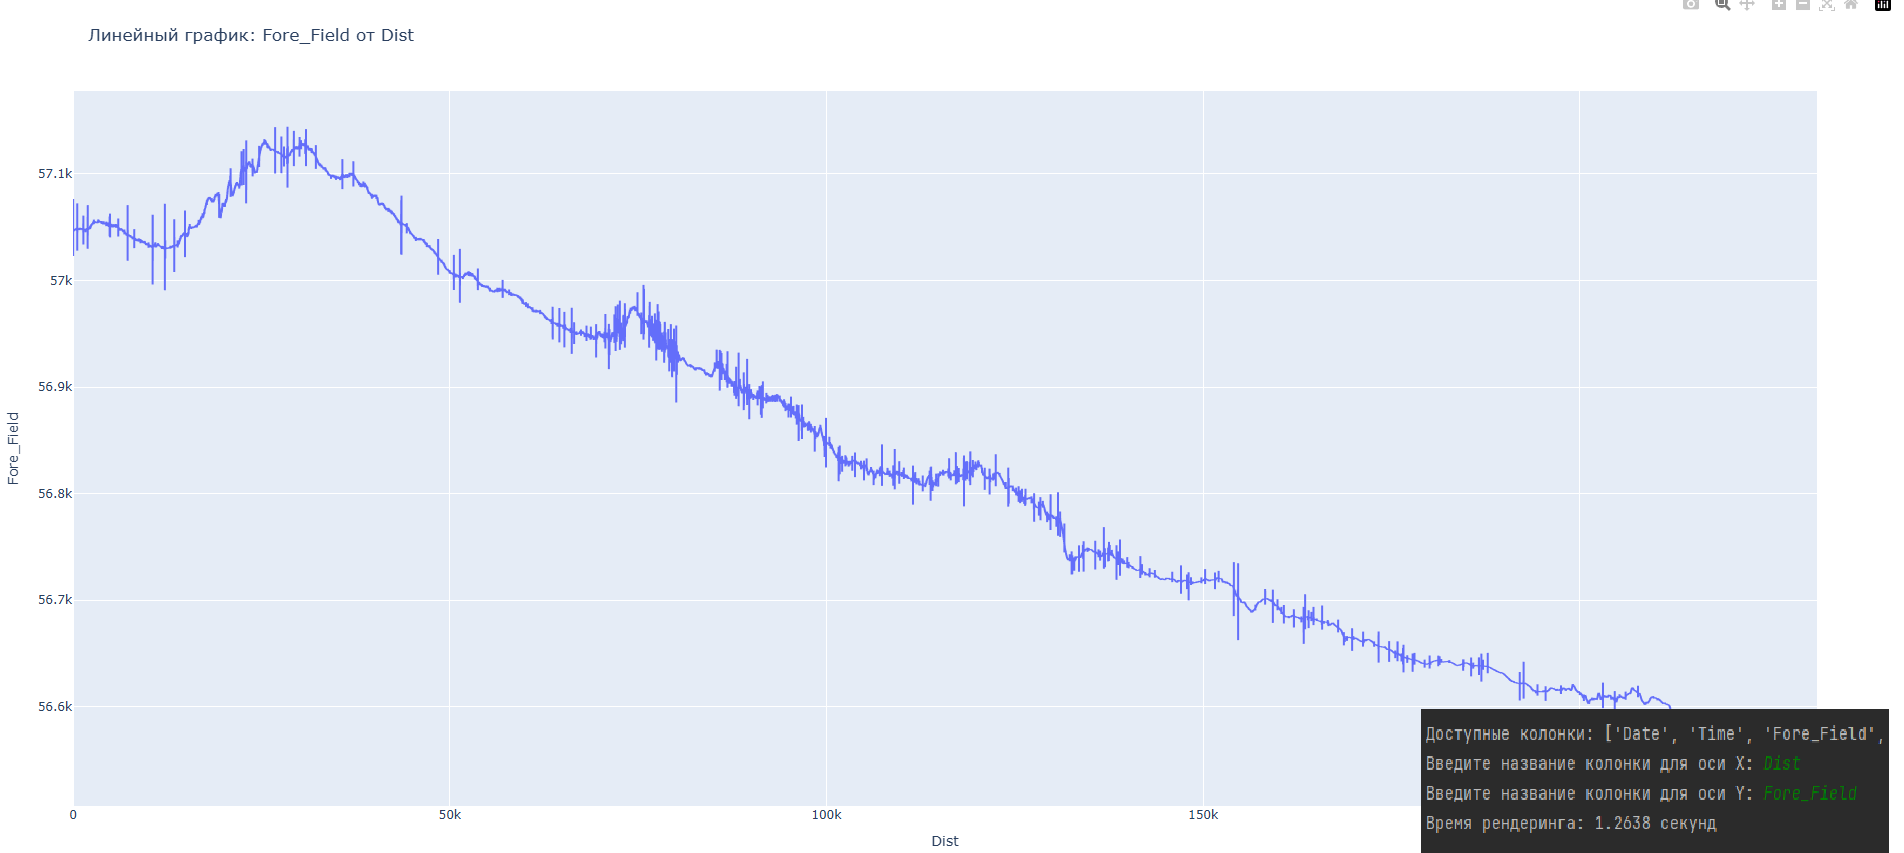 Линейный график: Fore_Field от Dist
57.1k
57k
56.9k
56.8k
56.7k
56.6k
Fore_Field
0
50k
100k
150k
Dist
Доступные колонки: ['Date', 'Time', 'Fore_Field',
Введите название колонки для оси X: Dist
Введите название колонки для оси Y: Fore_Field
Время рендеринга: 1.2638 секунд